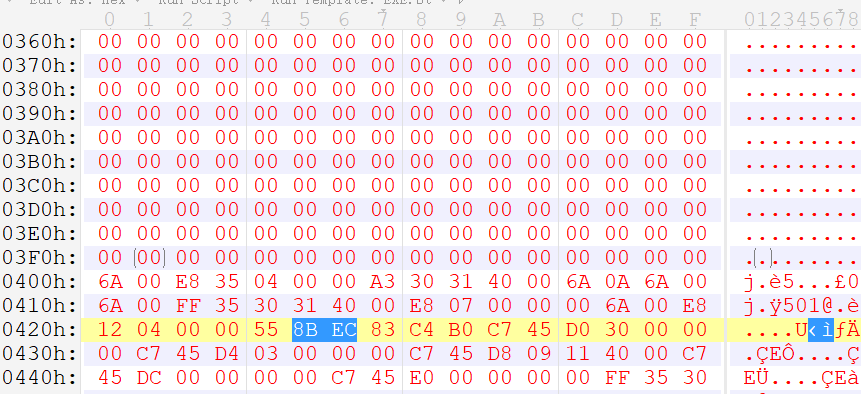 0 1 2 3 4 5 6 7 8 9 A B C D E F 012345678
0360h: 00 00 00 00 00 00 00 00 00 00 00 00 00 00 00 00 .........
0370h: 00 00 00 00 00 00 00 00 00 00 00 00 00 00 00 00 .........
0380h: 00 00 00 00 00 00 00 00 00 00 00 00 00 00 00 00 .........
0390h: 00 00 00 00 00 00 00 00 00 00 00 00 00 00 00 00 .........
03A0h: 00 00 00 00 00 00 00 00 00 00 00 00 00 00 00 00 .........
03B0h: 00 00 00 00 00 00 00 00 00 00 00 00 00 00 00 00 .........
03C0h: 00 00 00 00 00 00 00 00 00 00 00 00 00 00 00 00 .........
03D0h: 00 00 00 00 00 00 00 00 00 00 00 00 00 00 00 00 .........
03E0h: 00 00 00 00 00 00 00 00 00 00 00 00 00 00 00 00 .........
03F0h: 00 (00) 00 00 00 00 00 00 00 00 00 00 00 00 00 00 .(.).......
0400h: 6A 00 E8 35 04 00 00 A3 30 31 40 00 6A 0A 6A 00 j.è5...£0
0410h: 6A 00 FF 35 30 31 40 00 E8 07 00 00 00 6A 00 E8 j.ÿ501@.è
0420h: 12 04 00 00 55 8B EC 83 C4 B0 C7 45 D0 30 00 00 ....U‹ìƒÄ
0430h: 00 C7 45 D4 03 00 00 00 C7 45 D8 09 11 40 00 C7 .ÇEÔ....Ç
0440h: 45 DC 00 00 00 00 C7 45 E0 00 00 00 00 FF 35 30 EÜ....ÇEà